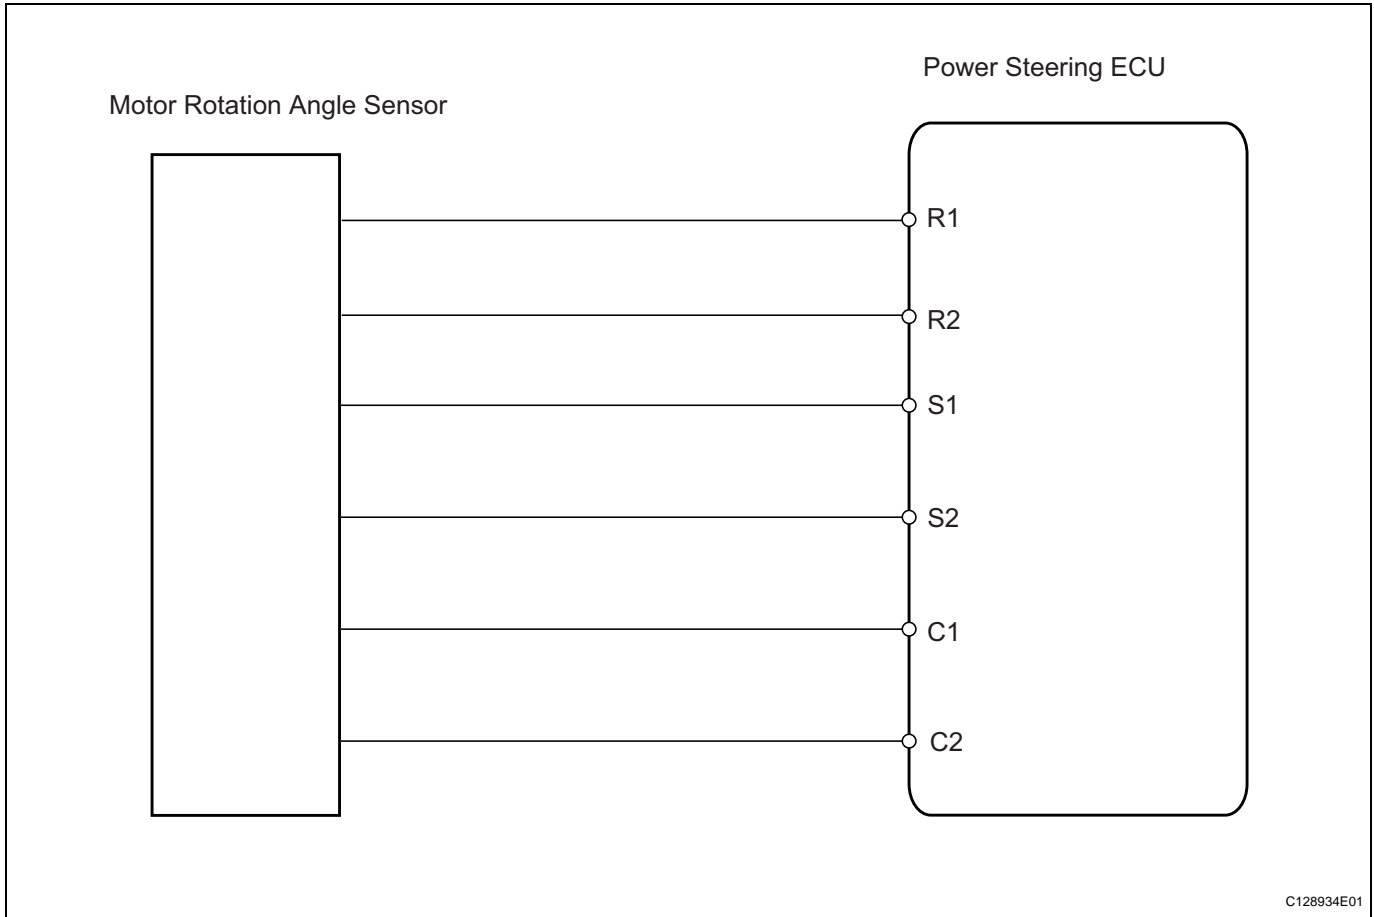 Power Steering ECU
Motor Rotation Angle Sensor
R1
R2
S1
S2
C1
C2
C128934E01